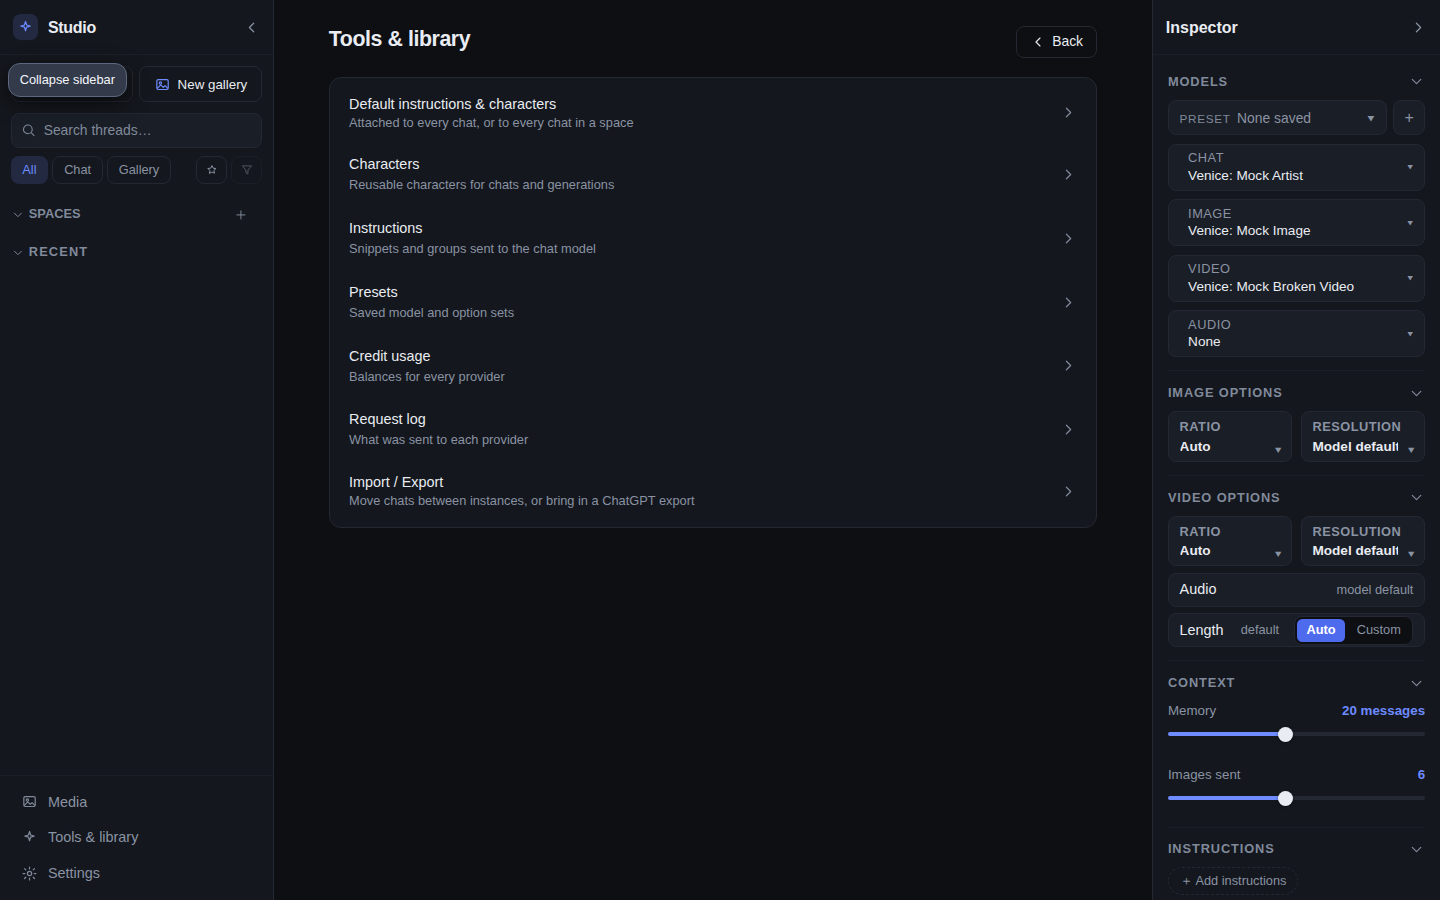 Studio
Collapse sidebar
New gallery
Search threads…
All
Chat
Gallery
SPACES
RECENT
Media
Tools & library
Settings
Tools & library
Back
Default instructions & characters
Attached to every chat, or to every chat in a space
Characters
Reusable characters for chats and generations
Instructions
Snippets and groups sent to the chat model
Presets
Saved model and option sets
Credit usage
Balances for every provider
Request log
What was sent to each provider
Import / Export
Move chats between instances, or bring in a ChatGPT export
Inspector
MODELS
PRESET None saved
+
CHAT
Venice: Mock Artist
IMAGE
Venice: Mock Image
VIDEO
Venice: Mock Broken Video
AUDIO
None
IMAGE OPTIONS
RATIO
Auto
RESOLUTION
Model default
VIDEO OPTIONS
RATIO
Auto
RESOLUTION
Model default
Audio
model default
Length
default
Auto
Custom
CONTEXT
Memory
20 messages
Images sent
6
INSTRUCTIONS
+ Add instructions